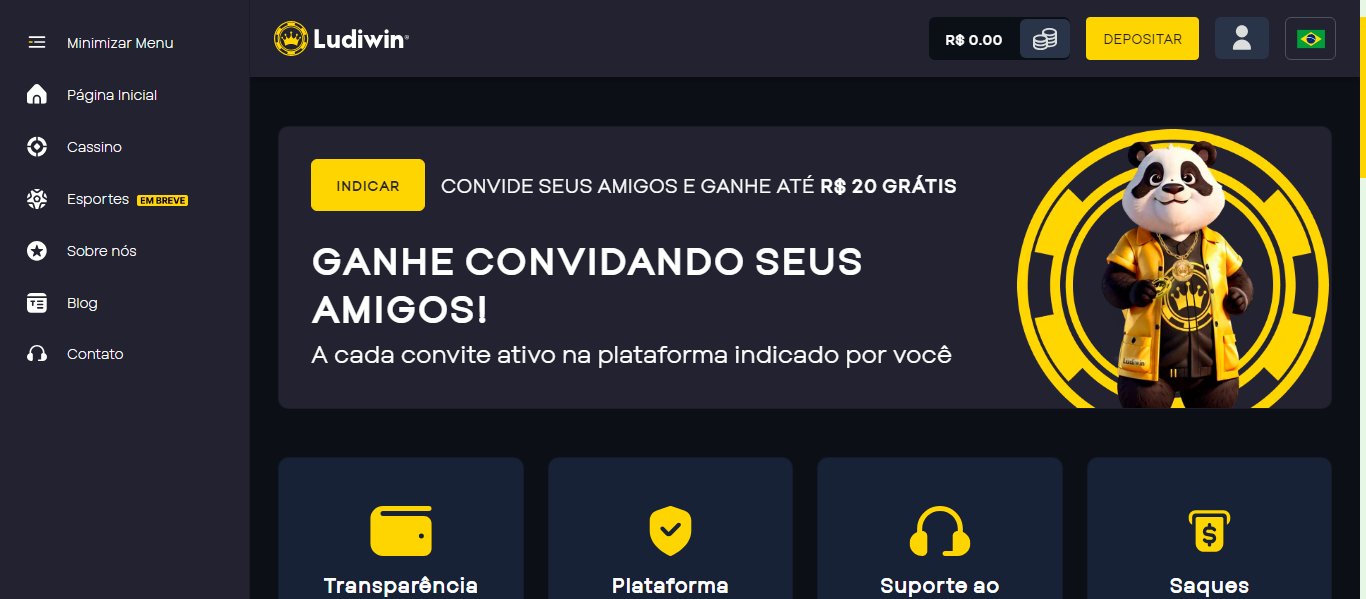 Minimizar Menu
Página Inicial
Cassino
Esportes EM BREVE
Sobre nós
Blog
Contato
Ludiwin®
R$ 0.00
DEPOSITAR
INDICAR
CONVIDE SEUS AMIGOS E GANHE ATÉ R$ 20 GRÁTIS
GANHE CONVIDANDO SEUS
AMIGOS!
A cada convite ativo na plataforma indicado por você
Ludiwin
Transparência
Plataforma
Suporte ao
Saques